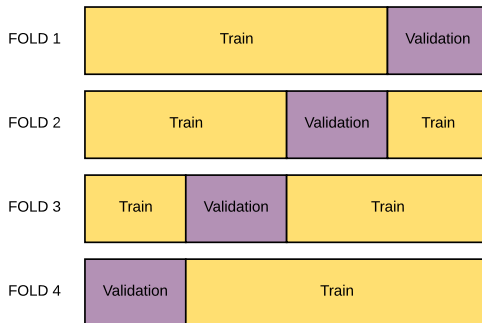 FOLD 1 Train Validation
FOLD 2 Train Validation Train
FOLD 3 Train Validation Train
FOLD 4 Validation Train